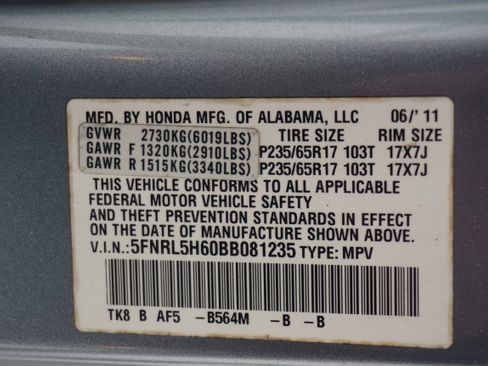 MFD. BY HONDA MFG. OF ALABAMA, LLC 06/'11
GVWR 2730KG(6019LBS) TIRE SIZE RIM SIZE
GAWR F 1320KG(2910LBS) P235/65R17 103T 17X7J
GAWR R 1515KG(3340LBS) P235/65R17 103T 17X7J
THIS VEHICLE CONFORMS TO ALL APPLICABLE
FEDERAL MOTOR VEHICLE SAFETY
AND THEFT PREVENTION STANDARDS IN EFFECT
ON THE DATE OF MANUFACTURE SHOWN ABOVE.
V.I.N.:5FNRL5H60BB081235 TYPE: MPV
TK8 B AF5 -B564M -B -B